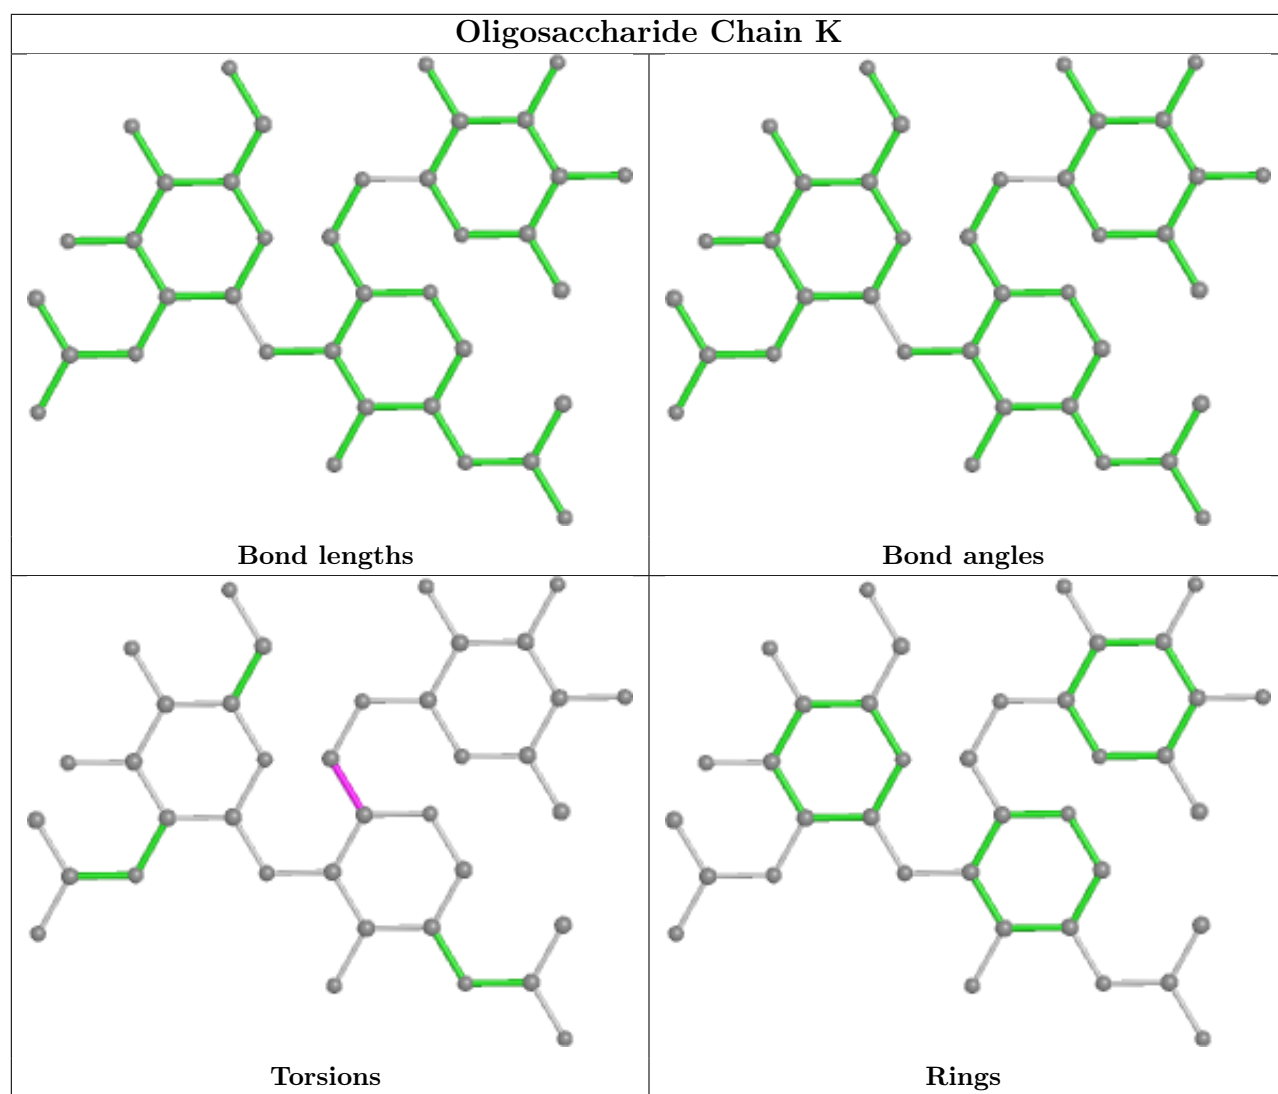 Oligosaccharide Chain K
Bond lengths
Bond angles
Torsions
Rings